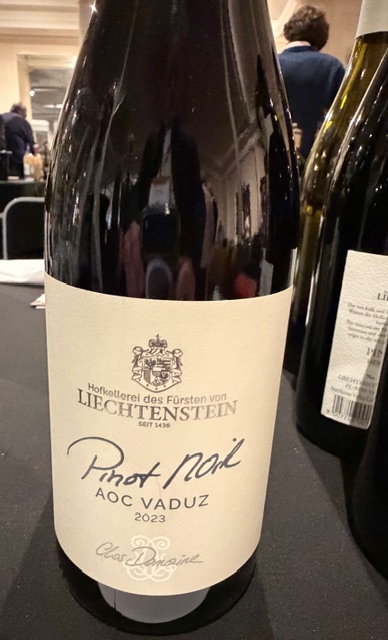 Hofkellerei des Fürsten von
LIECHTENSTEIN
SEIT 1436
Pinot Noir
AOC VADUZ
2023
Clos Domaine